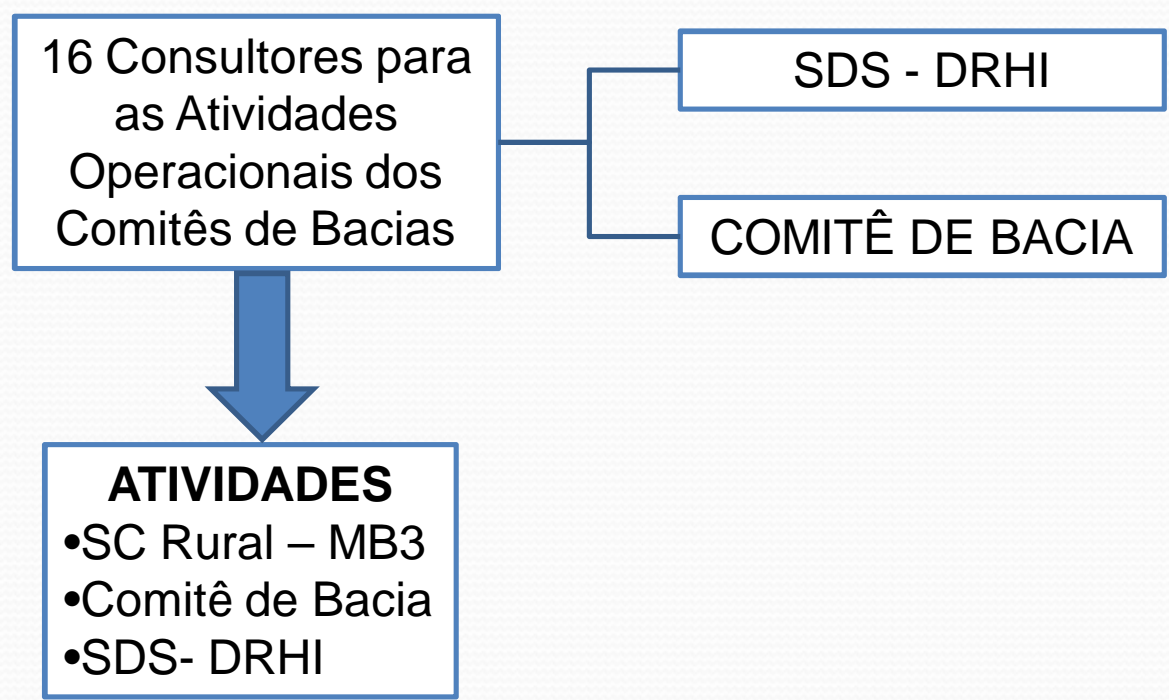 16 Consultores para
as Atividades
Operacionais dos
Comitês de Bacias
SDS - DRHI
COMITÊ DE BACIA
ATIVIDADES
•SC Rural – MB3
•Comitê de Bacia
•SDS- DRHI